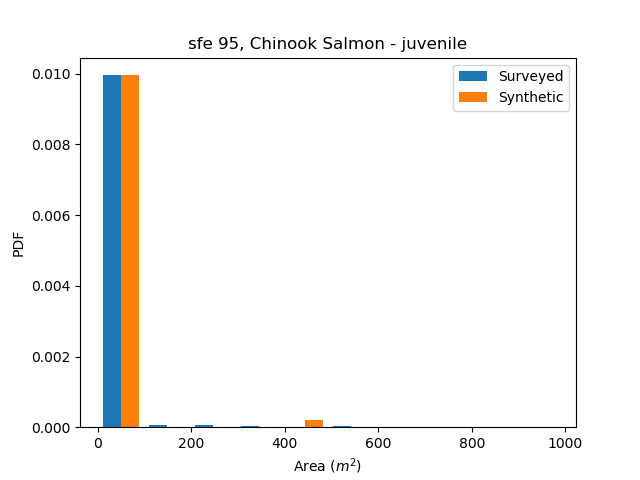 sfe 95, Chinook Salmon - juvenile
Surveyed
Synthetic
PDF
0.010
0.008
0.006
0.004
0.002
0.000
0 200 400 600 800 1000
Area (m²)